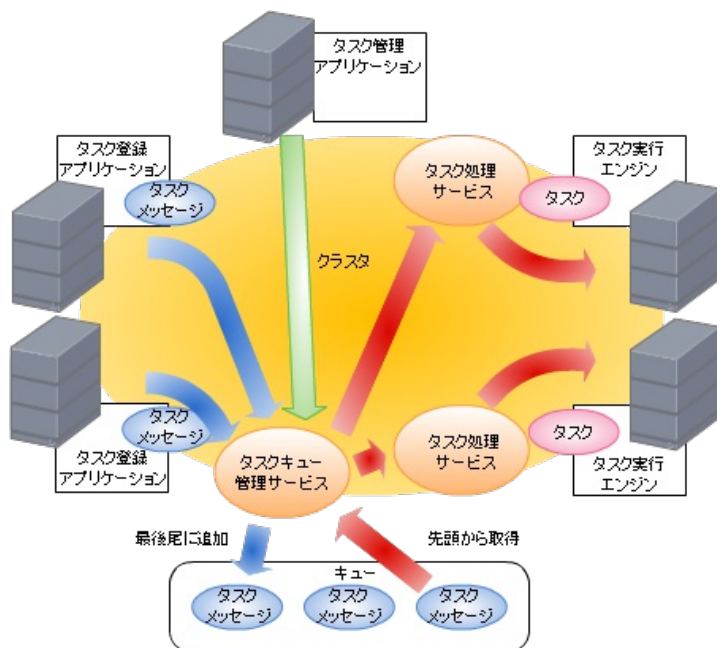 タスク管理
アプリケーション
タスク登録
アプリケーション
タスク
メッセージ
タスク処理
サービス
タスク実行
エンジン
タスク
クラスタ
タスク
メッセージ
タスク登録
アプリケーション
タスクキュー
管理サービス
タスク処理
サービス
タスク
タスク実行
エンジン
最後尾に追加
先頭から取得
キュー
タスク
メッセージ
タスク
メッセージ
タスク
メッセージ